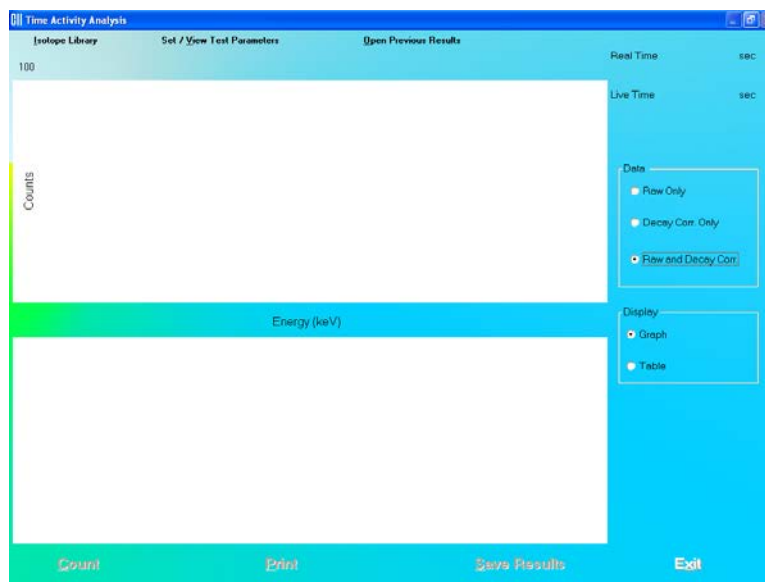 Time Activity Analysis
Isotope Library Set / View Test Parameters Open Previous Results
Real Time sec
100
Live Time sec
Counts
Data
Raw Only
Decay Corr. Only
Raw and Decay Corr.
Energy (keV)
Display
Graph
Table
Count Print Save Results Exit